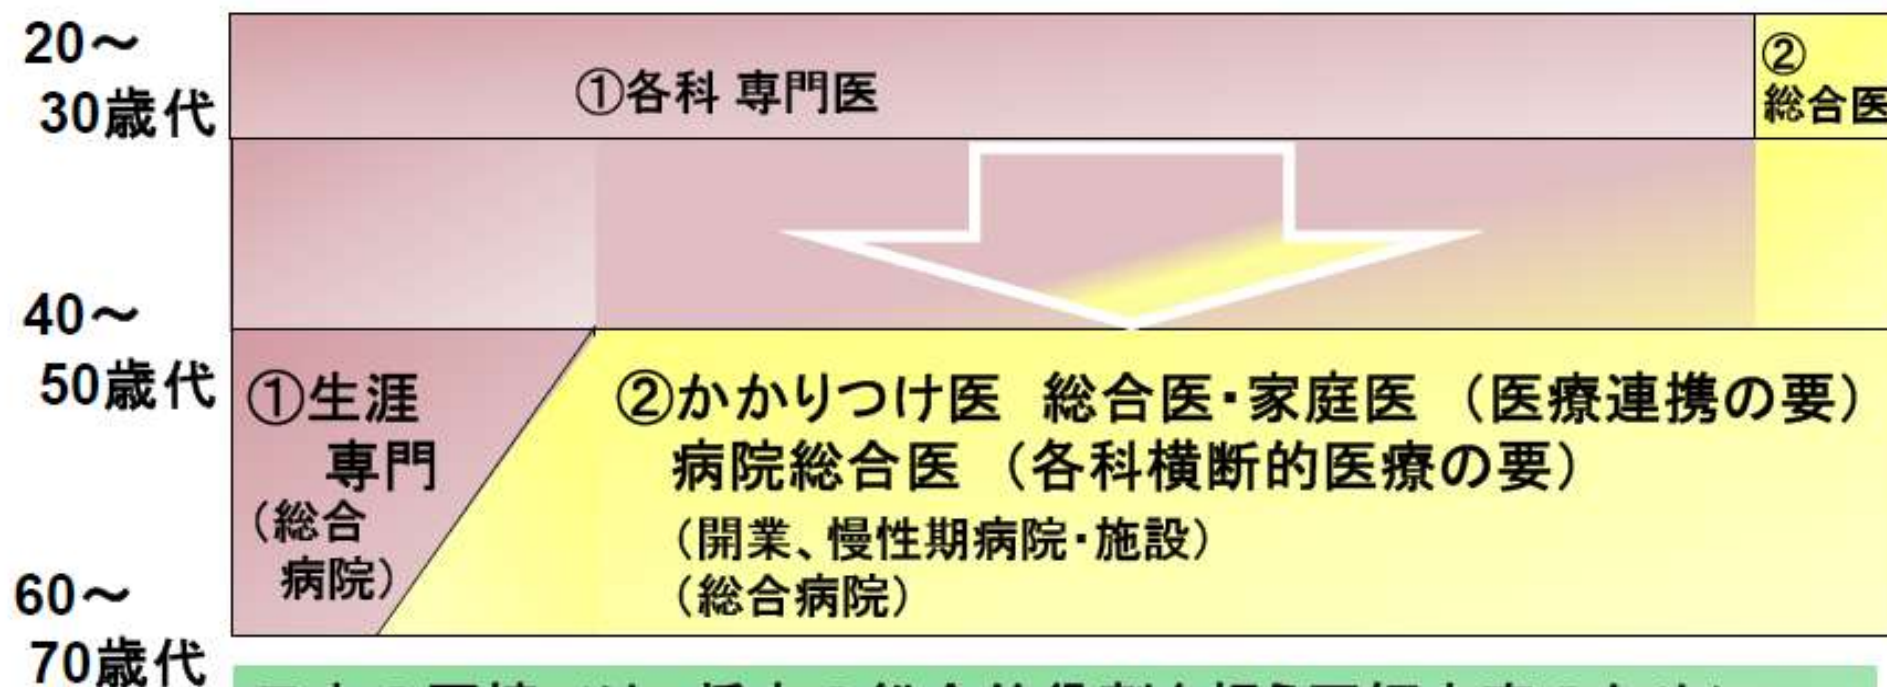 20～
30歳代
①各科 専門医
②
総合医
40～
50歳代
①生涯
専門
（総合
病院）
②かかりつけ医　総合医・家庭医（医療連携の要）
病院総合医（各科横断的医療の要）
（開業、慢性期病院・施設）
（総合病院）
60～
70歳代